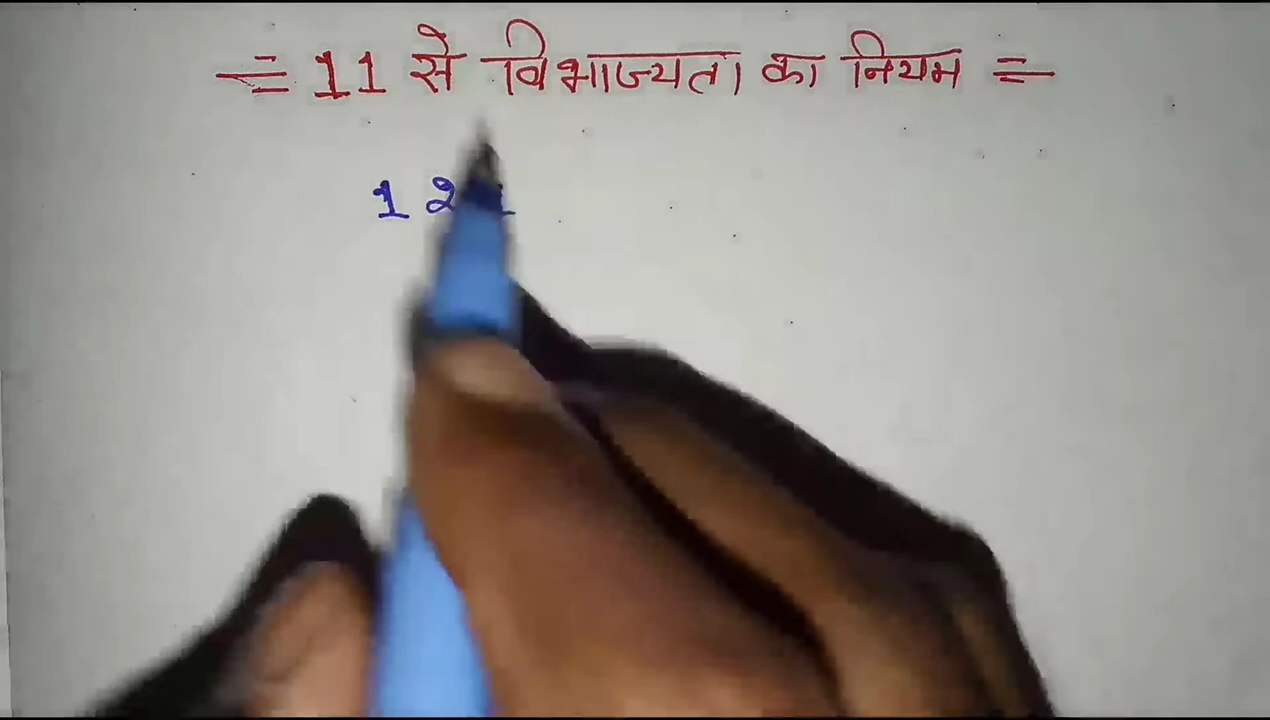 = 11 से विभाज्यता का नियम =
1 2